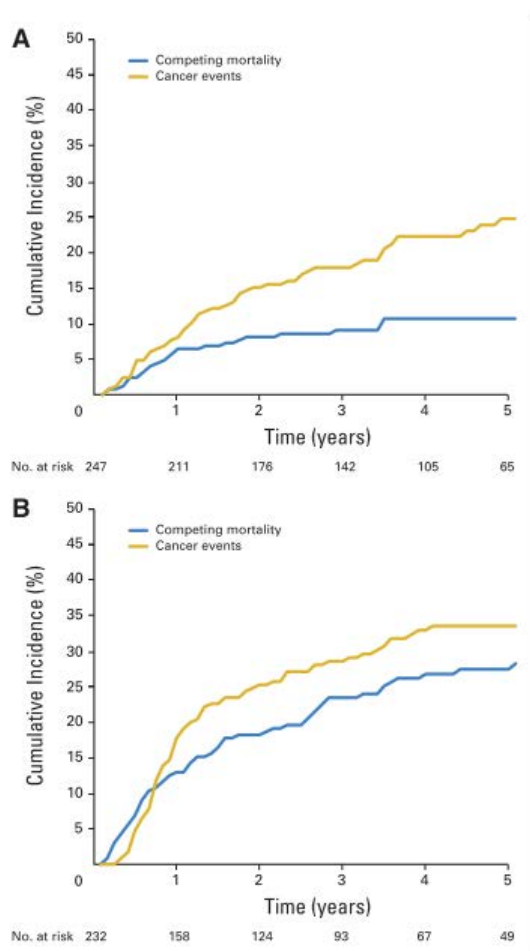 A
50
45
40
35
30
25
20
15
10
5
0
Cumulative Incidence (%)
Competing mortality
Cancer events
1 2 3 4 5
Time (years)
No. at risk 247 211 176 142 105 65
B
50
45
40
35
30
25
20
15
10
5
0
Cumulative Incidence (%)
Competing mortality
Cancer events
1 2 3 4 5
Time (years)
No. at risk 232 158 124 93 67 49